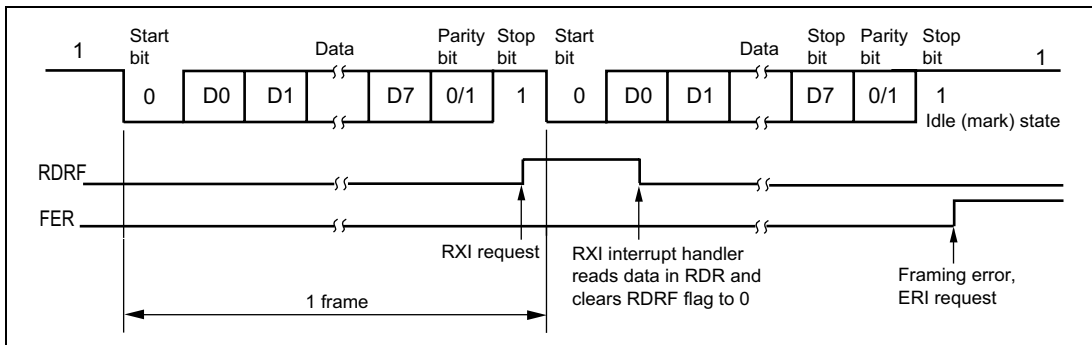 1
Start bit
Data
Parity bit
Stop bit
Start bit
Data
Stop bit
Parity bit
Stop bit
1
0
D0
D1
D7
0/1
1
0
D0
D1
D7
0/1
1
Idle (mark) state
RDRF
FER
RXI request
RXI interrupt handler
reads data in RDR and
clears RDRF flag to 0
Framing error,
ERI request
1 frame